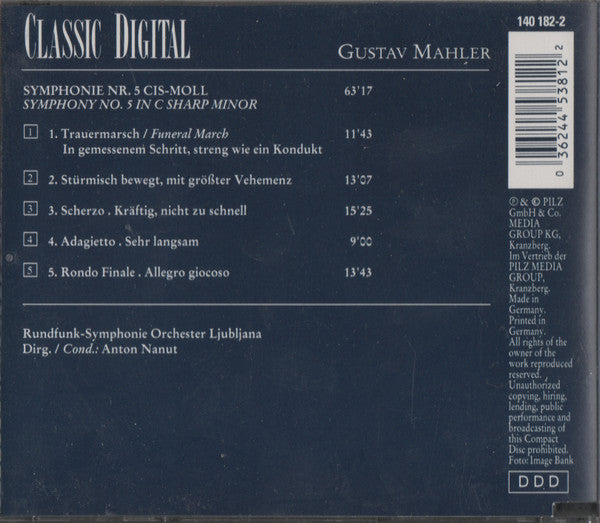 CLASSIC DIGITAL
GUSTAV MAHLER
SYMPHONIE NR. 5 CIS-MOLL 63'17
SYMPHONY NO. 5 IN C SHARP MINOR
1 1. Trauermarsch / Funeral March 11'43
In gemessenem Schritt, streng wie ein Kondukt
2 2. Stürmisch bewegt, mit größter Vehemenz 13'07
3 3. Scherzo . Kräftig, nicht zu schnell 15'25
4 4. Adagietto . Sehr langsam 9'00
5 5. Rondo Finale . Allegro giocoso 13'43
Rundfunk-Symphonie Orchester Ljubljana
Dirg. / Cond.: Anton Nanut
140 182-2
0 36244 53812 2
℗ & © PILZ
GmbH & Co.
MEDIA
GROUP KG,
Kranzberg.
Im Vertrieb der
PILZ MEDIA
GROUP,
Kranzberg.
Made in
Germany.
Printed in
Germany.
All rights of the
owner of the
work reproduced
reserved.
Unauthorized
copying, hiring,
lending, public
performance and
broadcasting of
this Compact
Disc prohibited.
Foto: Image Bank
DDD